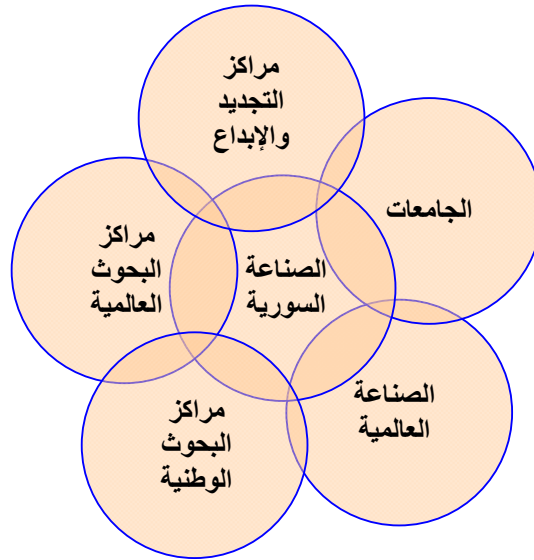 مراكز
التجديد
والإبداع
الجامعات
مراكز
البحوث
العالمية
الصناعة
السورية
الصناعة
العالمية
مراكز
البحوث
الوطنية